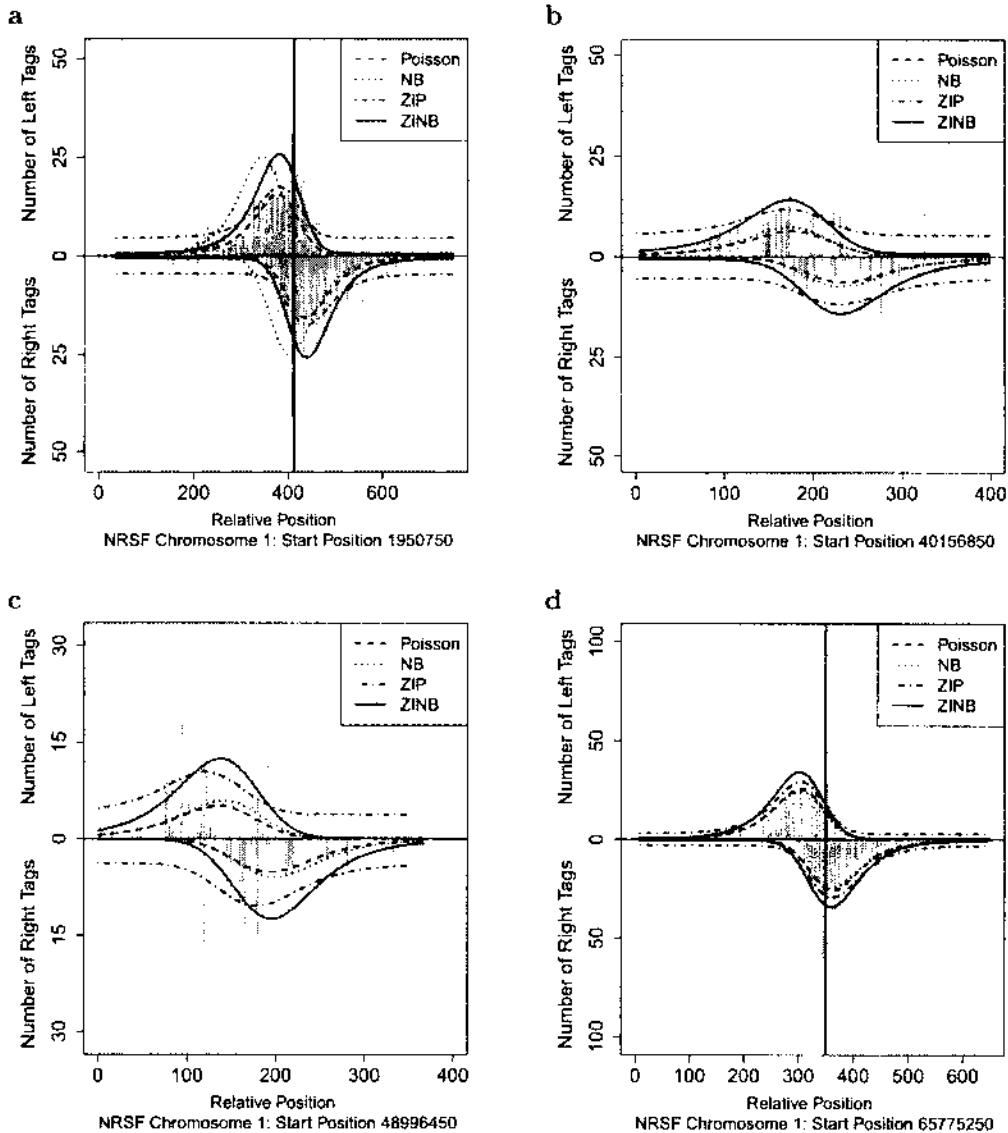 a
50
25
0
25
50
Number of Left Tags
Number of Right Tags
Poisson
NB
ZIP
ZINB
0 200 400 600
Relative Position
NRSF Chromosome 1: Start Position 1950750
b
50
25
0
25
50
Number of Left Tags
Number of Right Tags
Poisson
NB
ZIP
ZINB
0 100 200 300 400
Relative Position
NRSF Chromosome 1: Start Position 40156850
c
30
15
0
15
30
Number of Left Tags
Number of Right Tags
Poisson
NB
ZIP
ZINB
0 100 200 300 400
Relative Position
NRSF Chromosome 1: Start Position 48996450
d
100
50
0
50
100
Number of Left Tags
Number of Right Tags
Poisson
NB
ZIP
ZINB
0 100 200 300 400 500 600
Relative Position
NRSF Chromosome 1: Start Position 65775250